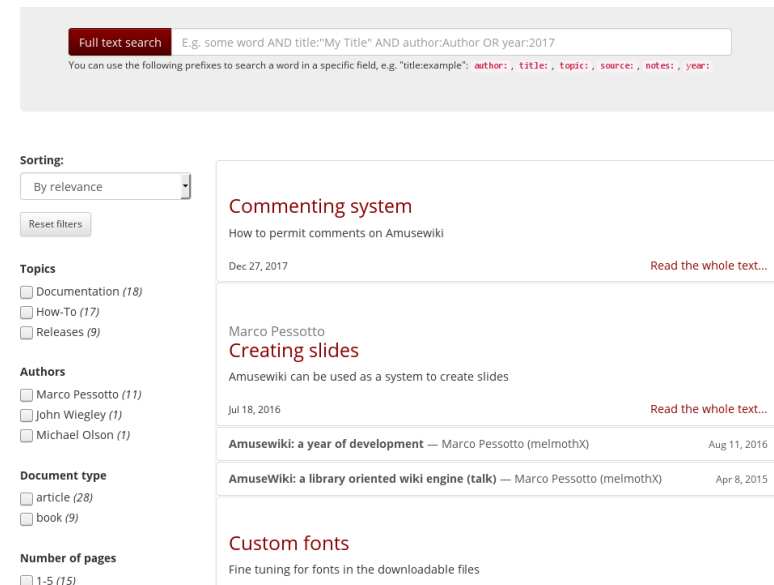 Full text search E.g. some word AND title:"My Title" AND author:Author OR year:2017
You can use the following prefixes to search a word in a specific field, e.g. "title:example": author: , title: , topic: , source: , notes: , year:
Sorting:
By relevance
Reset filters
Topics
Documentation (18)
How-To (17)
Releases (9)
Authors
Marco Pessotto (11)
John Wiegley (1)
Michael Olson (1)
Document type
article (28)
book (9)
Number of pages
1-5 (15)
Commenting system
How to permit comments on Amusewiki
Dec 27, 2017 Read the whole text...
Marco Pessotto
Creating slides
Amusewiki can be used as a system to create slides
Jul 18, 2016 Read the whole text...
Amusewiki: a year of development — Marco Pessotto (melmothX) Aug 11, 2016
AmuseWiki: a library oriented wiki engine (talk) — Marco Pessotto (melmothX) Apr 8, 2015
Custom fonts
Fine tuning for fonts in the downloadable files